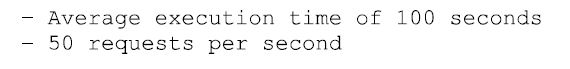 – Average execution time of 100 seconds
– 50 requests per second